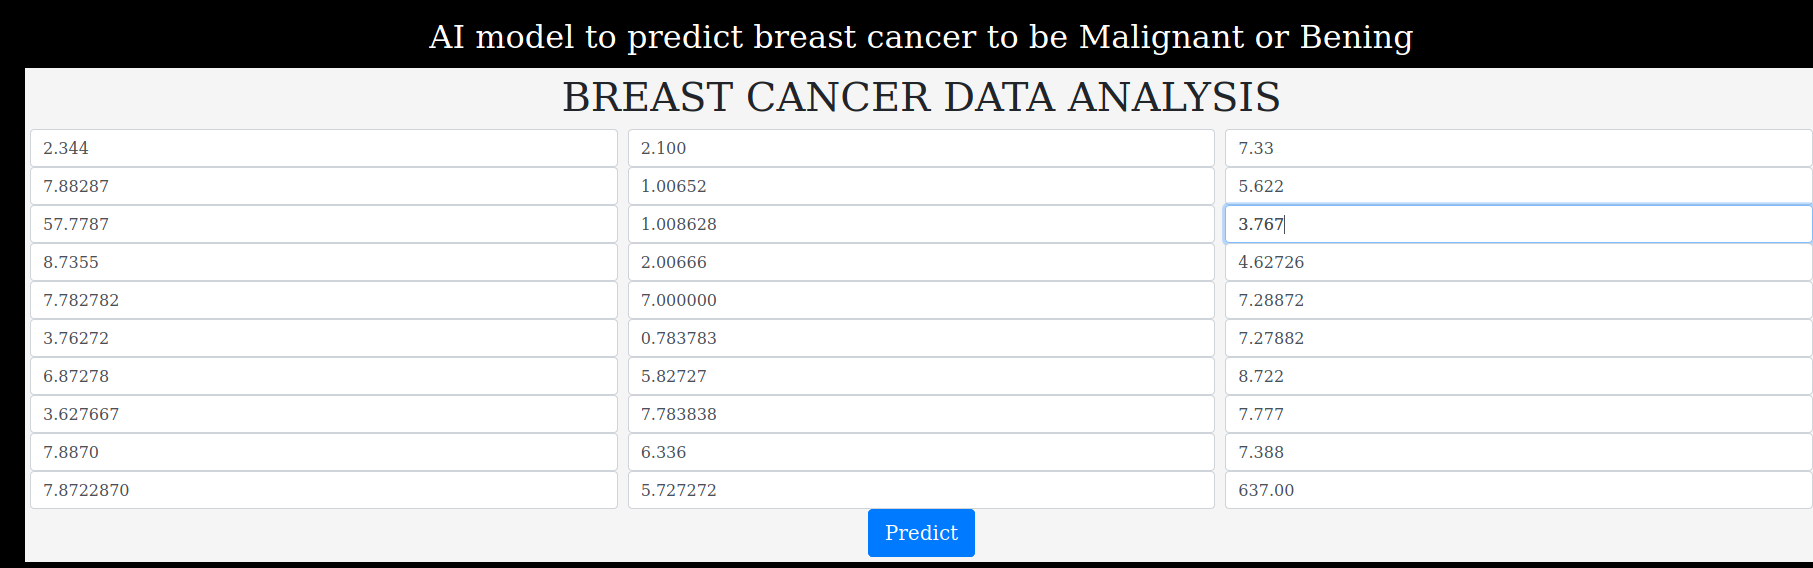 AI model to predict breast cancer to be Malignant or Bening
BREAST CANCER DATA ANALYSIS
2.344 2.100 7.33
7.88287 1.00652 5.622
57.7787 1.008628 3.767
8.7355 2.00666 4.62726
7.782782 7.000000 7.28872
3.76272 0.783783 7.27882
6.87278 5.82727 8.722
3.627667 7.783838 7.777
7.8870 6.336 7.388
7.8722870 5.727272 637.00
Predict